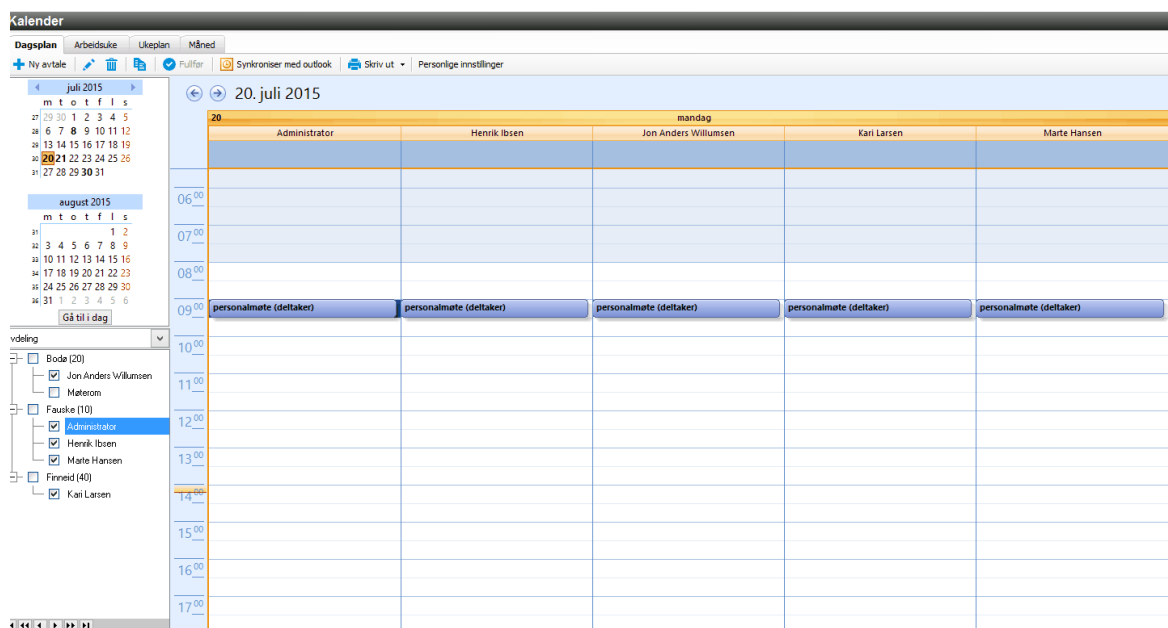 Kalender
Dagsplan Arbeidsuke Ukeplan Måned
Ny avtale Fullfør Synkroniser med outlook Skriv ut Personlige innstillinger
juli 2015
m t o t f l s
27 29 30 1 2 3 4 5
28 6 7 8 9 10 11 12
29 13 14 15 16 17 18 19
30 20 21 22 23 24 25 26
31 27 28 29 30 31
august 2015
m t o t f l s
31 1 2
32 3 4 5 6 7 8 9
33 10 11 12 13 14 15 16
34 17 18 19 20 21 22 23
35 24 25 26 27 28 29 30
36 31 1 2 3 4 5 6
Gå til i dag
vdeling
Bodø (20)
Jon Anders Willumsen
Møterom
Fauske (10)
Administrator
Henrik Ibsen
Marte Hansen
Finneid (40)
Kari Larsen
20. juli 2015
20 mandag
Administrator Henrik Ibsen Jon Anders Willumsen Kari Larsen Marte Hansen
06 00
07 00
08 00
09 00 personalmøte (deltaker) personalmøte (deltaker) personalmøte (deltaker) personalmøte (deltaker) personalmøte (deltaker)
10 00
11 00
12 00
13 00
14 00
15 00
16 00
17 00